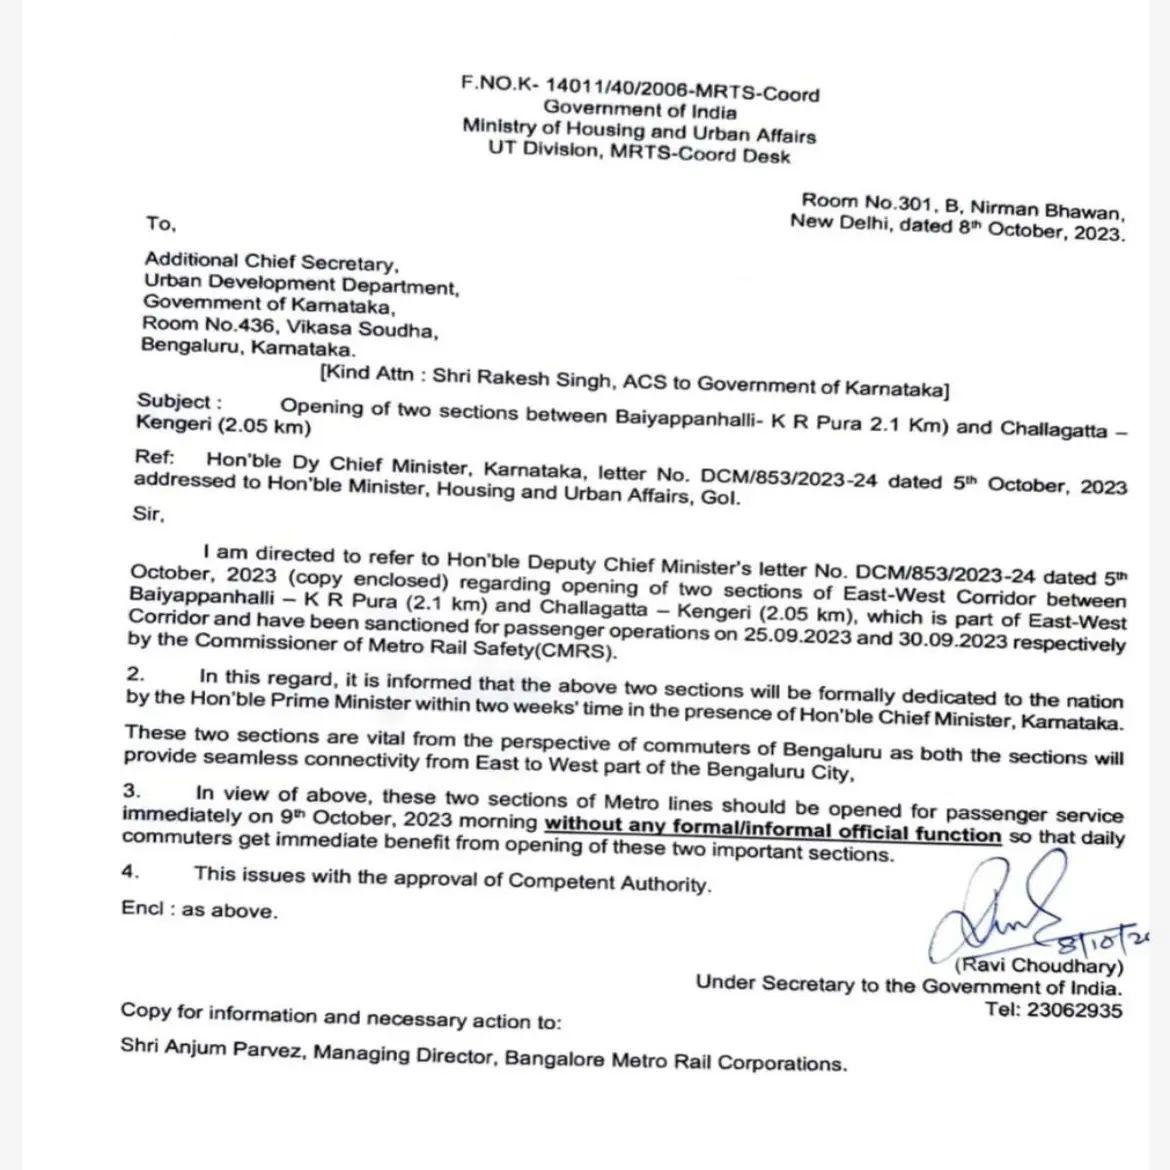 F.NO.K- 14011/40/2006-MRTS-Coord
Government of India
Ministry of Housing and Urban Affairs
UT Division, MRTS-Coord Desk
Room No.301, B, Nirman Bhawan,
New Delhi, dated 8th October, 2023.
To,
Additional Chief Secretary,
Urban Development Department,
Government of Karnataka,
Room No.436, Vikasa Soudha,
Bengaluru, Karnataka.
[Kind Attn : Shri Rakesh Singh, ACS to Government of Karnataka]
Subject : Opening of two sections between Baiyappanhalli- K R Pura 2.1 Km) and Challagatta –
Kengeri (2.05 km)
Ref: Hon'ble Dy Chief Minister, Karnataka, letter No. DCM/853/2023-24 dated 5th October, 2023
addressed to Hon'ble Minister, Housing and Urban Affairs, GoI.
Sir,
I am directed to refer to Hon'ble Deputy Chief Minister's letter No. DCM/853/2023-24 dated 5th
October, 2023 (copy enclosed) regarding opening of two sections of East-West Corridor between
Baiyappanhalli – K R Pura (2.1 km) and Challagatta – Kengeri (2.05 km), which is part of East-West
Corridor and have been sanctioned for passenger operations on 25.09.2023 and 30.09.2023 respectively
by the Commissioner of Metro Rail Safety(CMRS).
2. In this regard, it is informed that the above two sections will be formally dedicated to the nation
by the Hon'ble Prime Minister within two weeks' time in the presence of Hon'ble Chief Minister, Karnataka.
These two sections are vital from the perspective of commuters of Bengaluru as both the sections will
provide seamless connectivity from East to West part of the Bengaluru City,
3. In view of above, these two sections of Metro lines should be opened for passenger service
immediately on 9th October, 2023 morning without any formal/informal official function so that daily
commuters get immediate benefit from opening of these two important sections.
4. This issues with the approval of Competent Authority.
Encl : as above.
8/10/20
(Ravi Choudhary)
Under Secretary to the Government of India.
Tel: 23062935
Copy for information and necessary action to:
Shri Anjum Parvez, Managing Director, Bangalore Metro Rail Corporations.